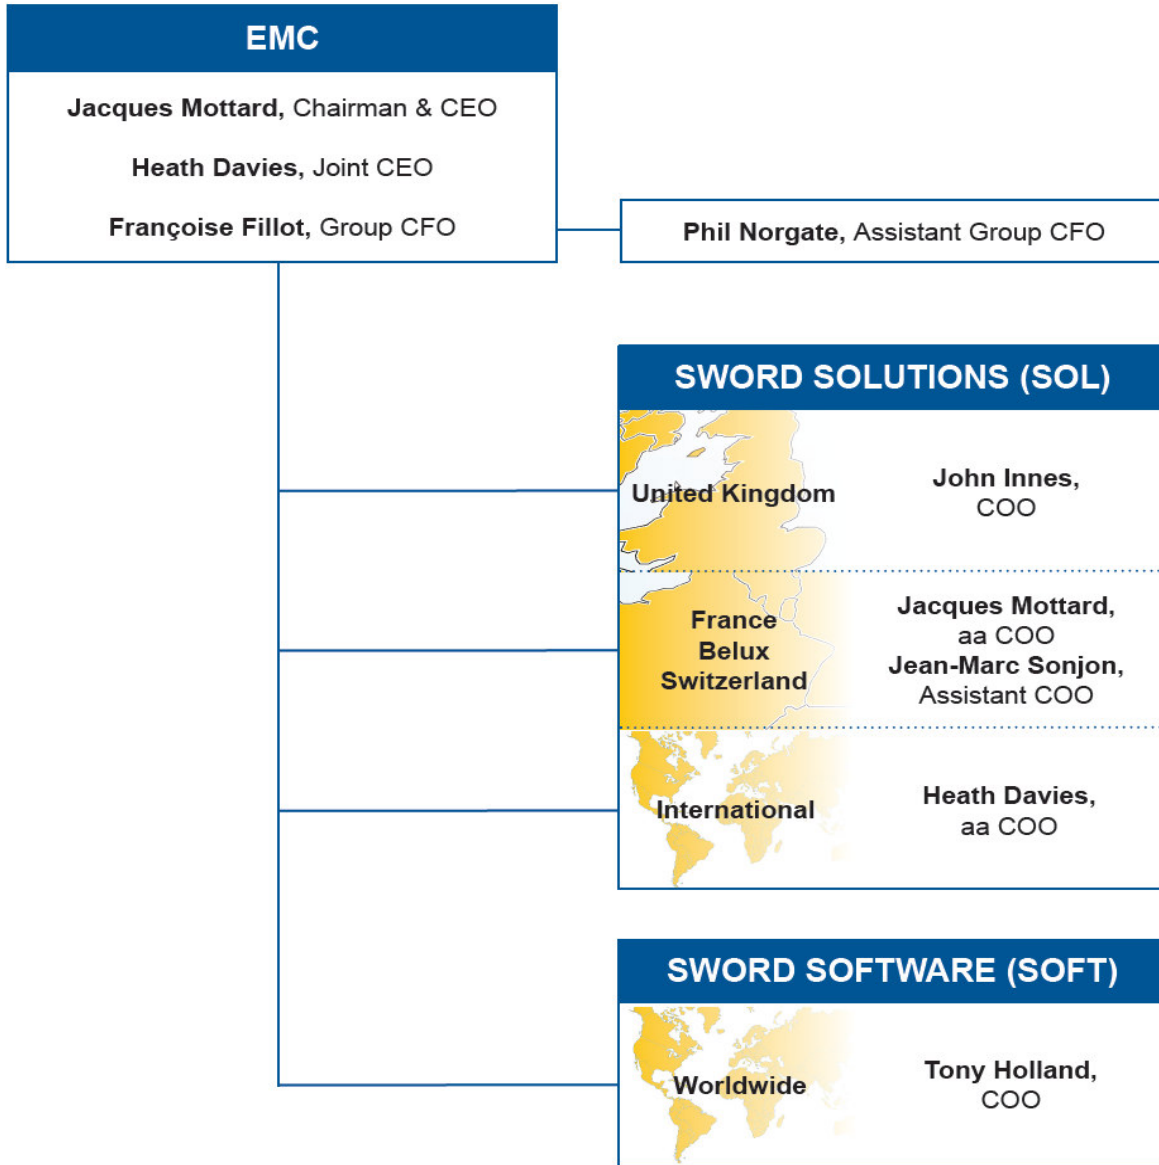 EMC
Jacques Mottard, Chairman & CEO
Heath Davies, Joint CEO
Françoise Fillot, Group CFO
Phil Norgate, Assistant Group CFO
SWORD SOLUTIONS (SOL)
United Kingdom
John Innes,
COO
France
Belux
Switzerland
Jacques Mottard,
aa COO
Jean-Marc Sonjon,
Assistant COO
International
Heath Davies,
aa COO
SWORD SOFTWARE (SOFT)
Worldwide
Tony Holland,
COO